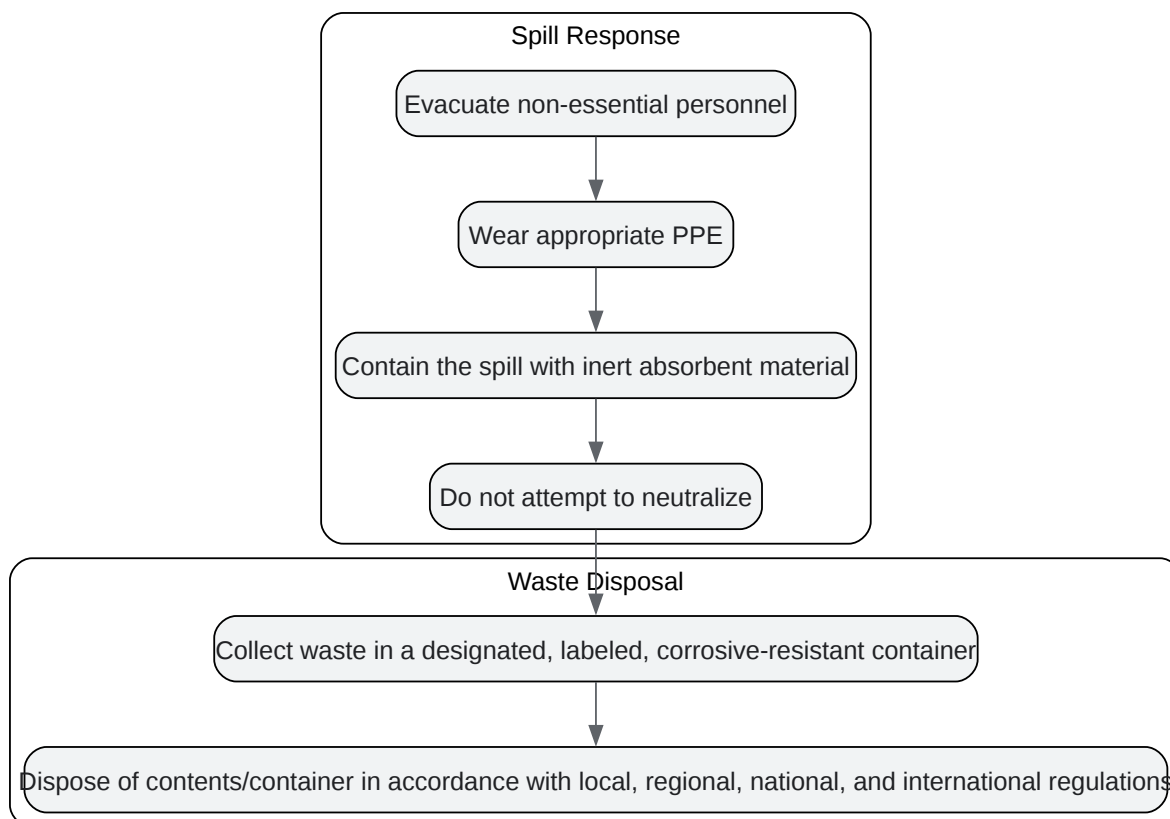 Spill Response
Evacuate non-essential personnel
Wear appropriate PPE
Contain the spill with inert absorbent material
Do not attempt to neutralize
Waste Disposal
Collect waste in a designated, labeled, corrosive-resistant container
Dispose of contents/container in accordance with local, regional, national, and international regulations